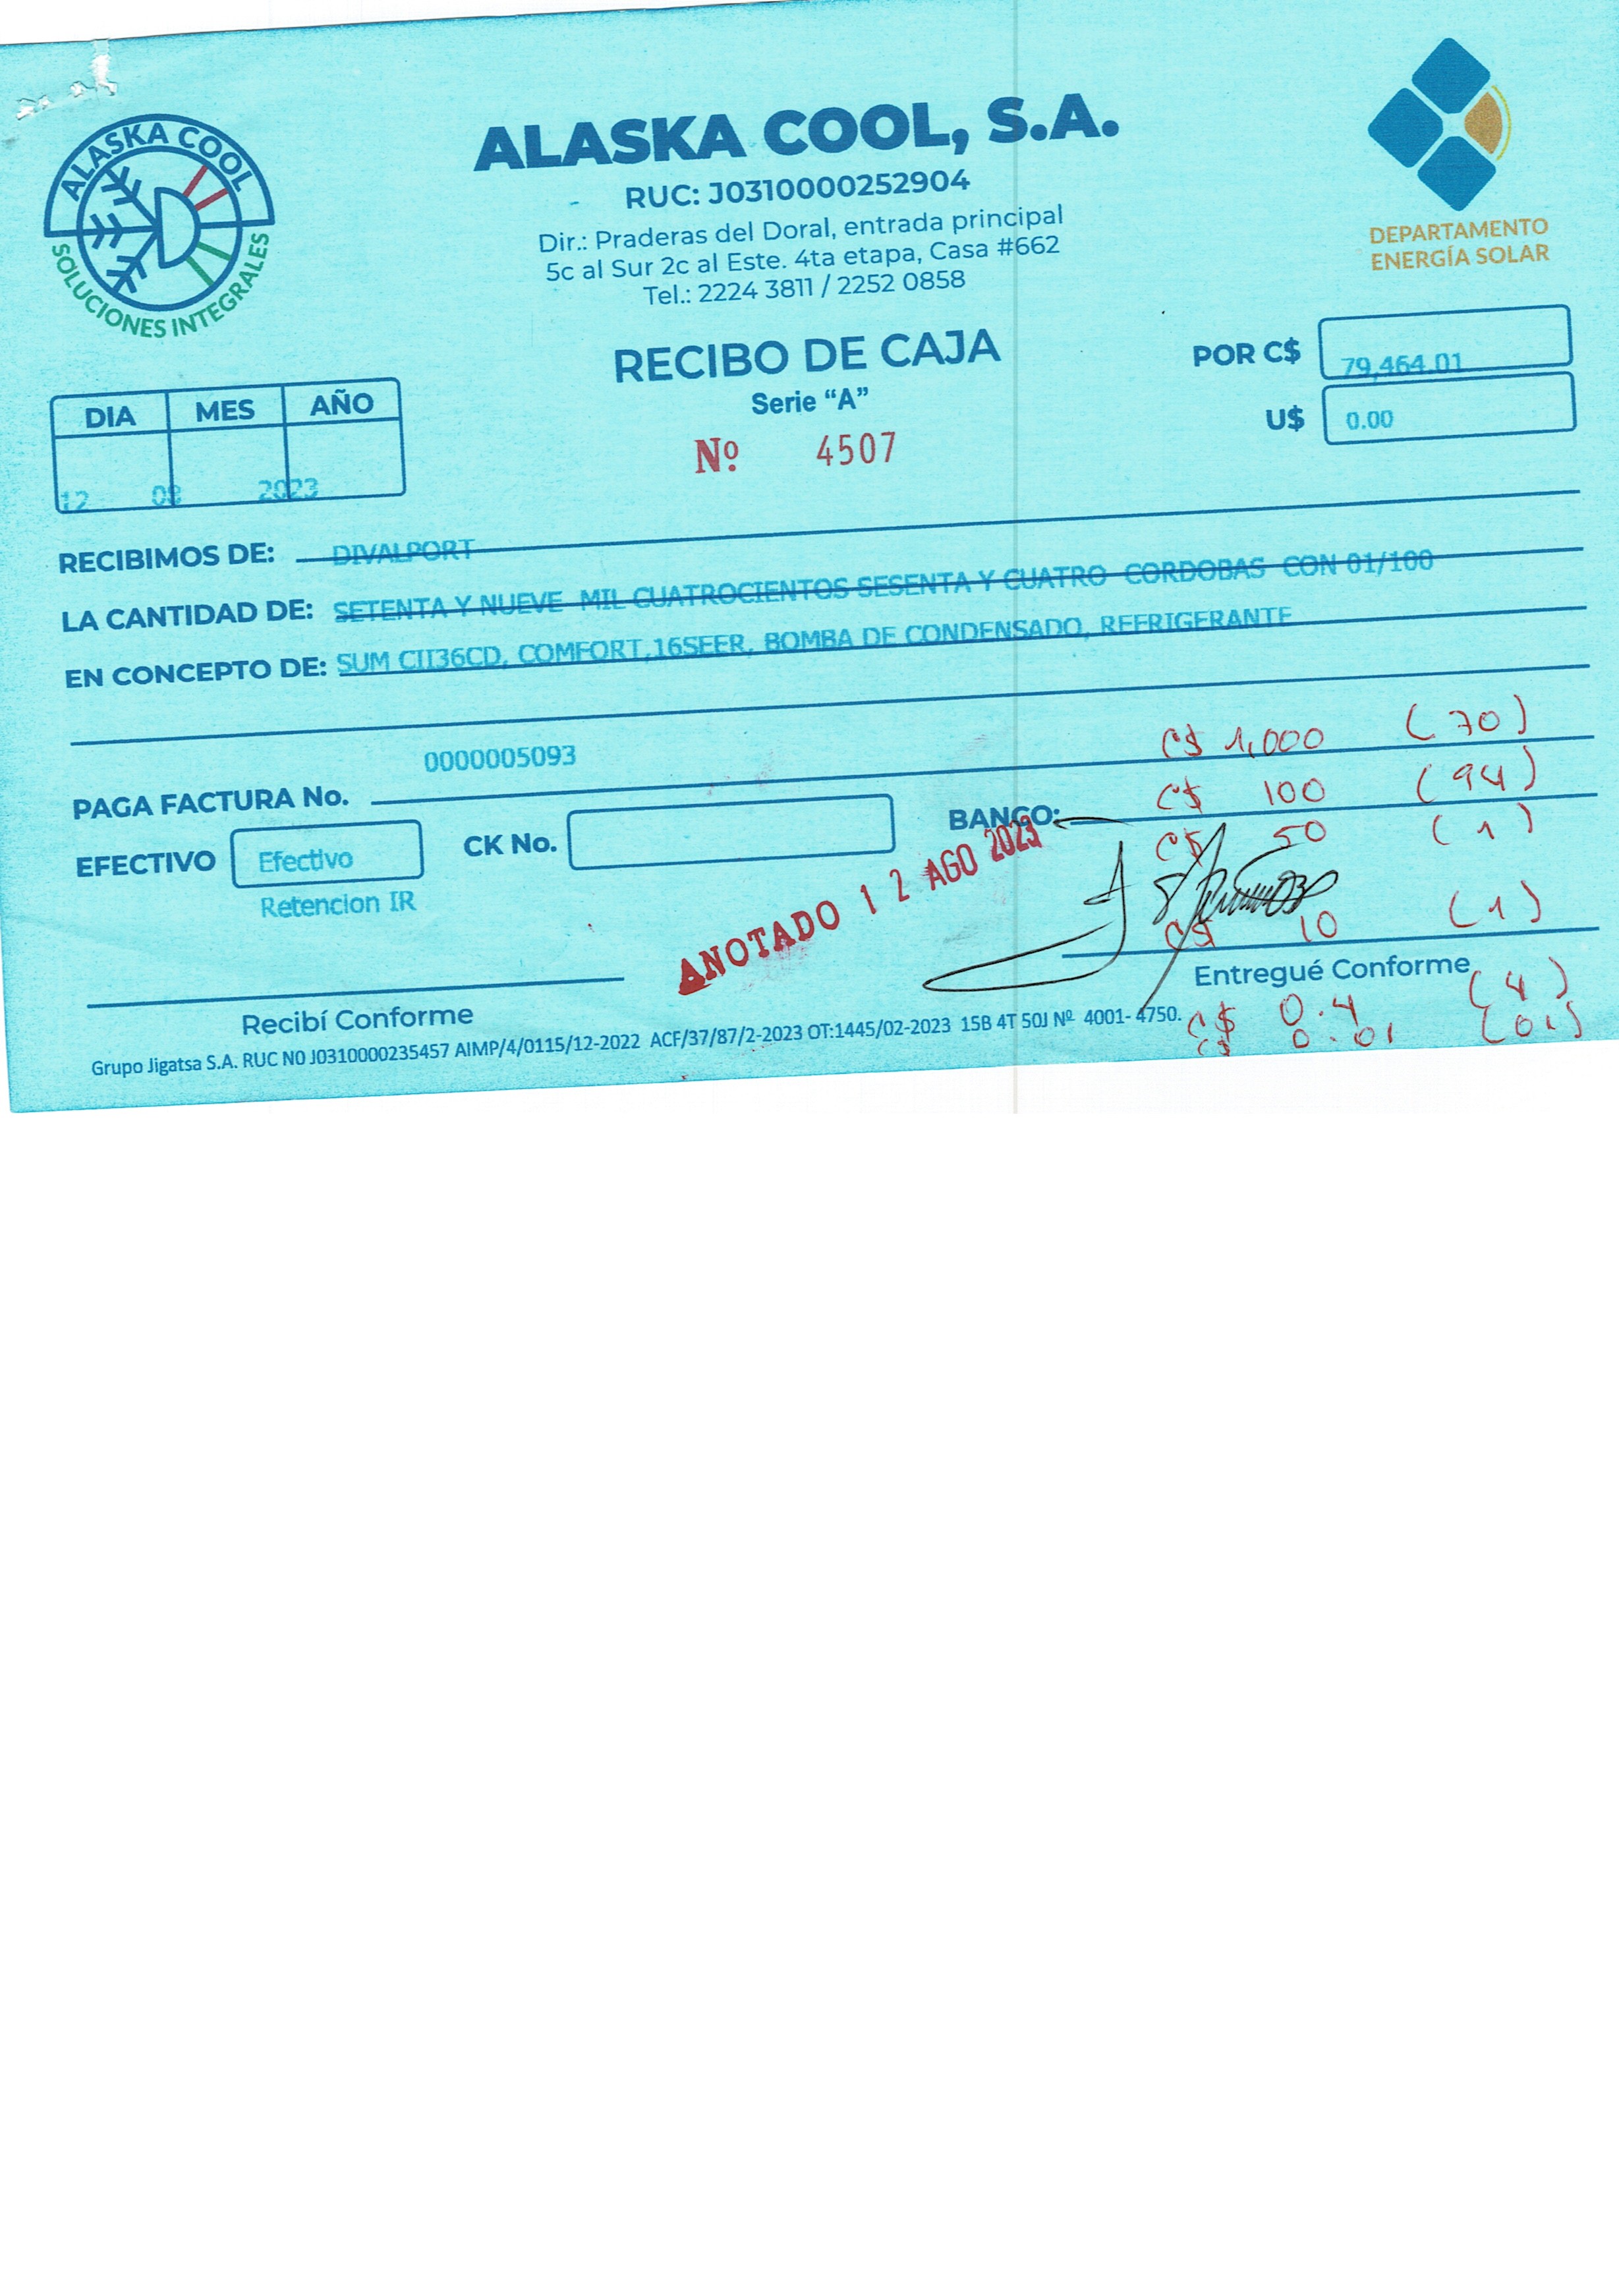 ALASKA COOL
SOLUCIONES INTEGRALES
ALASKA COOL, S.A.
RUC: J0310000252904
Dir.: Praderas del Doral, entrada principal
5c al Sur 2c al Este. 4ta etapa, Casa #662
Tel.: 2224 3811 / 2252 0858
DEPARTAMENTO
ENERGÍA SOLAR
RECIBO DE CAJA
Serie “A”
Nº 4507
POR C$ 79,464.01
U$ 0.00
DIA MES AÑO
12 08 2023
RECIBIMOS DE: DIVALPORT
LA CANTIDAD DE: SETENTA Y NUEVE MIL CUATROCIENTOS SESENTA Y CUATRO CORDOBAS CON 01/100
EN CONCEPTO DE: SUM CII36CD, COMFORT,16SEER, BOMBA DE CONDENSADO, REFRIGERANTE
C$ 1,000 (70)
0000005093
PAGA FACTURA No.
C$ 100 (94)
EFECTIVO Efectivo CK No. BANCO:
C$ 50 (1)
Retencion IR
ANOTADO 12 AGO 2023
C$ 10 (1)
Recibí Conforme
Entregué Conforme
C$ 0.4 (4)
C$ 0.01 (01)
Grupo Jigatsa S.A. RUC N0 J0310000235457 AIMP/4/0115/12-2022 ACF/37/87/2-2023 OT:1445/02-2023 15B 4T 50J Nº 4001- 4750.